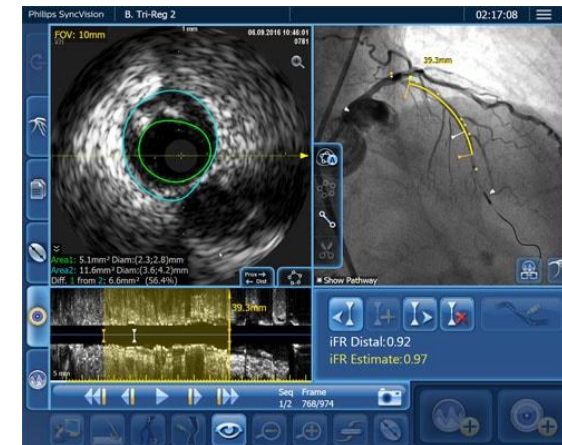 Philips SyncVision
B. Tri-Reg 2
02:17:08
FOV: 10mm
1 mm
06.09.2016 10:46:01
0781
39.3mm
Area1: 5.1mm² Diam:(2.3;2.8)mm
Area2: 11.6mm² Diam:(3.6;4.2)mm
Diff. 1 from 2: 6.6mm² (56.4%)
Prox →
← Dist
Show Pathway
39.3mm
5 mm
iFR Distal:0.92
iFR Estimate:0.97
Seq Frame
1/2 768/974